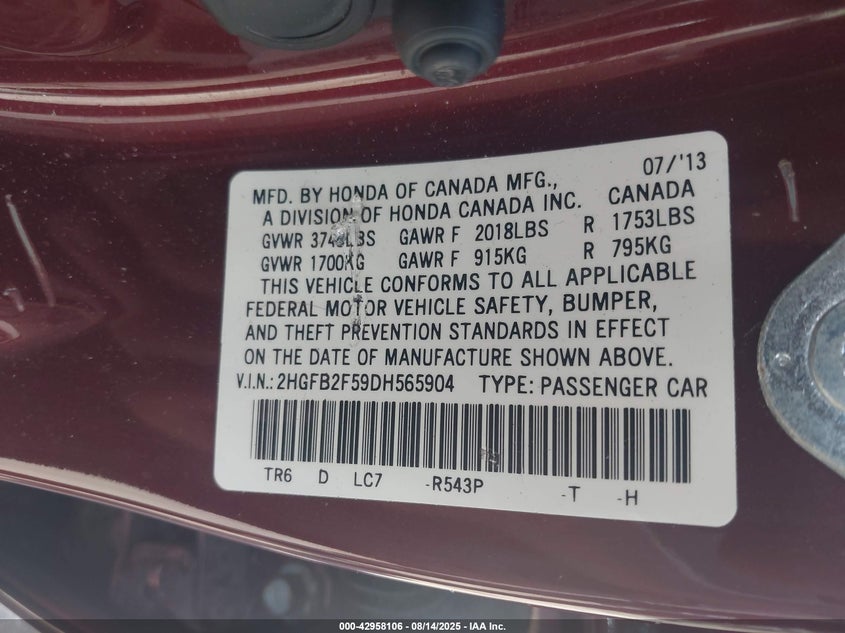 07/'13
MFD. BY HONDA OF CANADA MFG.,
A DIVISION OF HONDA CANADA INC. CANADA
GVWR 3748LBS GAWR F 2018LBS R 1753LBS
GVWR 1700KG GAWR F 915KG R 795KG
THIS VEHICLE CONFORMS TO ALL APPLICABLE
FEDERAL MOTOR VEHICLE SAFETY, BUMPER,
AND THEFT PREVENTION STANDARDS IN EFFECT
ON THE DATE OF MANUFACTURE SHOWN ABOVE.
V.I.N.: 2HGFB2F59DH565904 TYPE: PASSENGER CAR
TR6 D LC7 -R543P -T -H
000-42958106 - 08/14/2025 - IAA Inc.